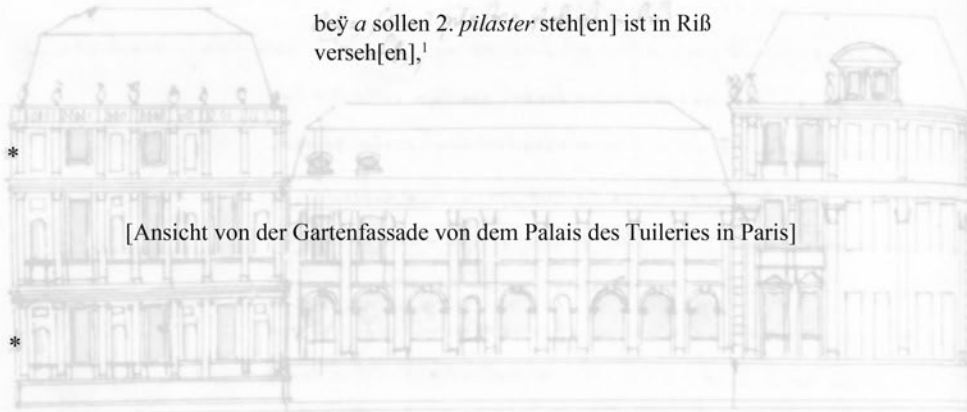 beÿ a sollen 2. pilaster steh[en] ist in Riß
verseh[en],¹
*
[Ansicht von der Gartenfassade von dem Palais des Tuileries in Paris]
*